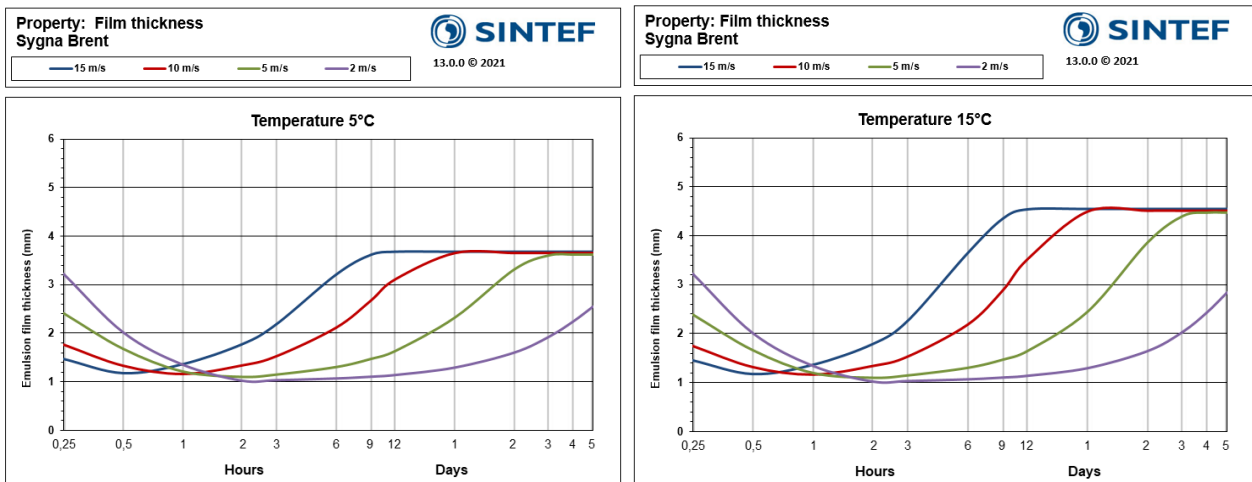 Property: Film thickness
Sygna Brent
SINTEF
13.0.0 © 2021
15 m/s 10 m/s 5 m/s 2 m/s
Temperature 5°C
Emulsion film thickness (mm)
6
5
4
3
2
1
0
0,25 0,5 1 2 3 6 9 12 1 2 3 4 5
Hours Days
Property: Film thickness
Sygna Brent
SINTEF
13.0.0 © 2021
15 m/s 10 m/s 5 m/s 2 m/s
Temperature 15°C
Emulsion film thickness (mm)
6
5
4
3
2
1
0
0,25 0,5 1 2 3 6 9 12 1 2 3 4 5
Hours Days